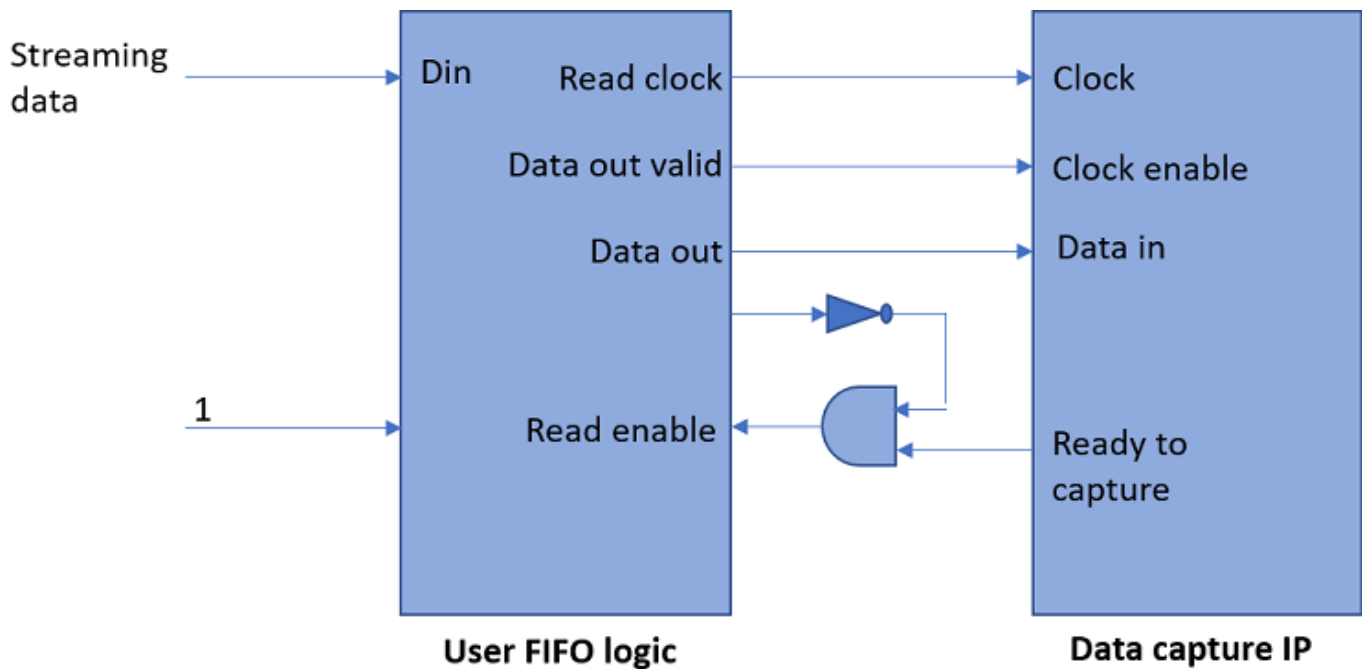 Streaming
data
Din
Read clock
Clock
Data out valid
Clock enable
Data out
Data in
1
Read enable
Ready to
capture
User FIFO logic
Data capture IP